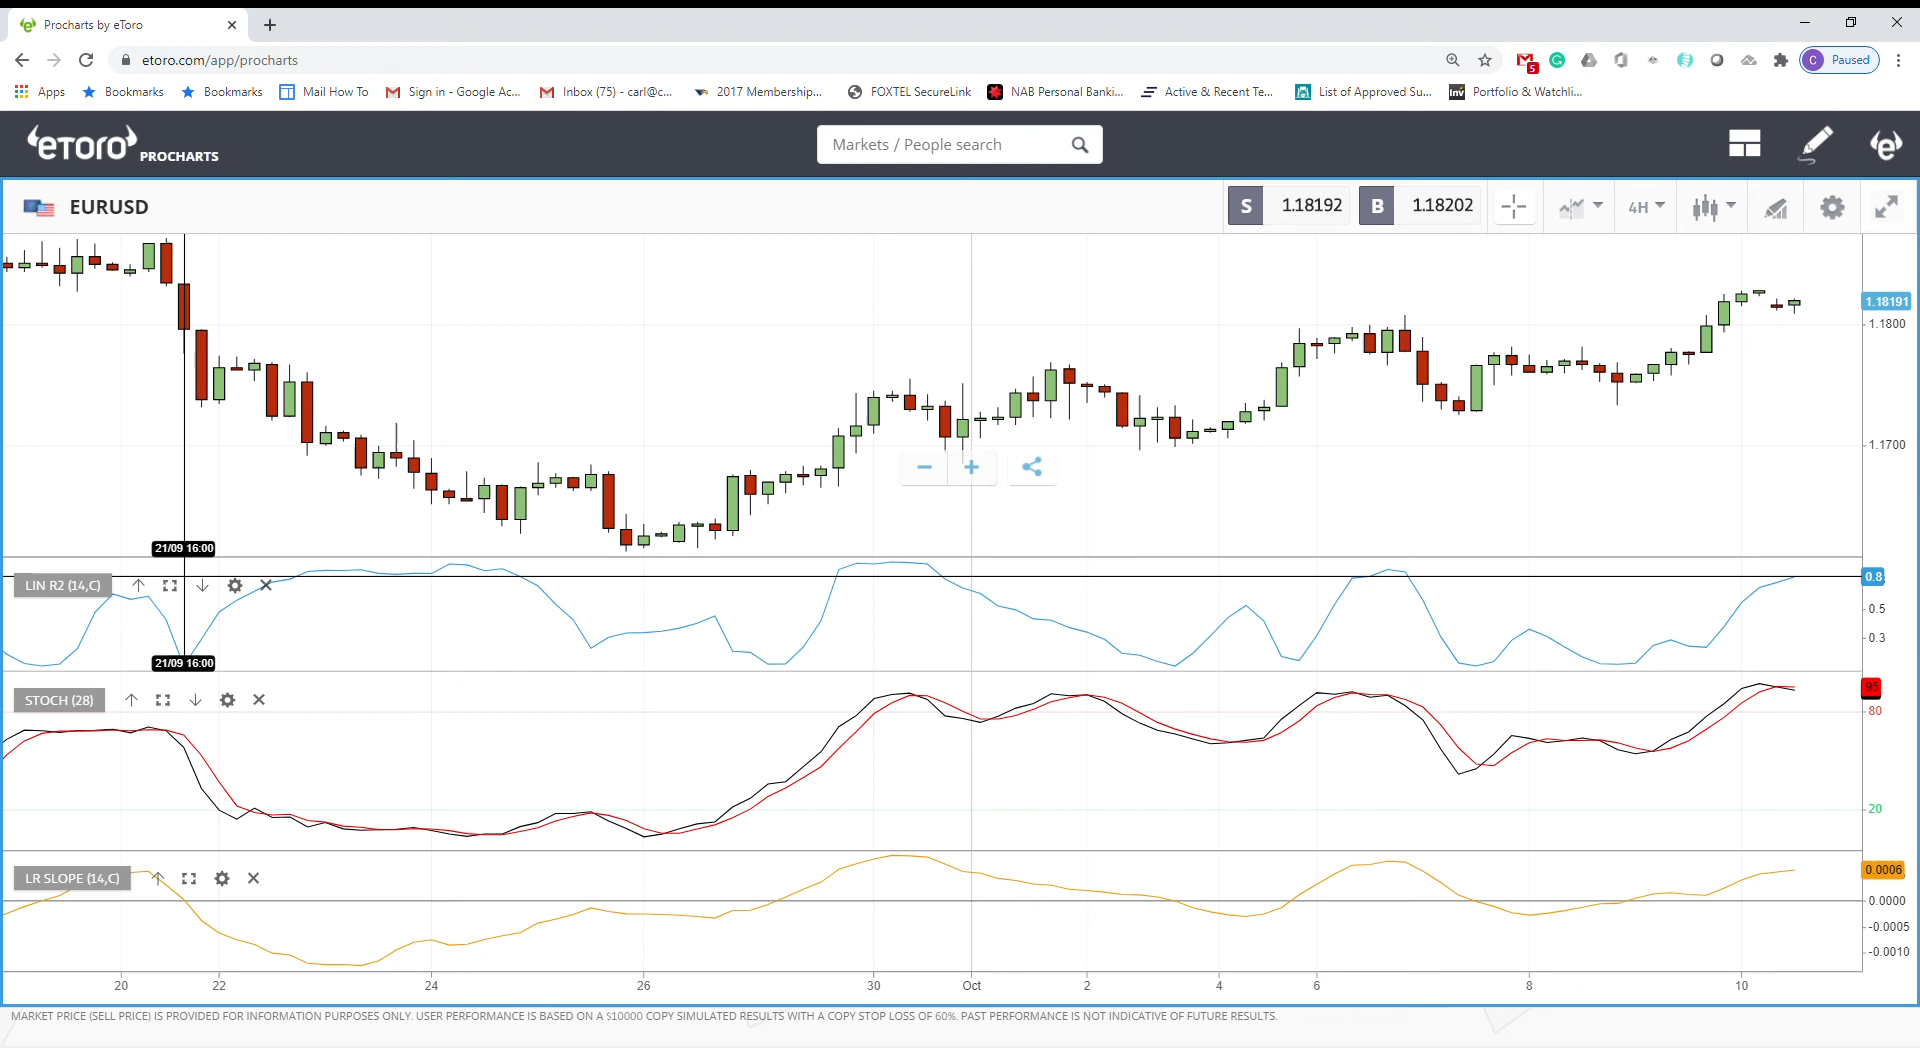 Procharts by eToro
etoro.com/app/procharts
5
C Paused
Apps Bookmarks Bookmarks Mail How To Sign in - Google Ac... Inbox (75) - carl@c... 2017 Membership... FOXTEL SecureLink NAB Personal Banki... Active & Recent Te... List of Approved Su... Inv Portfolio & Watchli...
eToro PROCHARTS
Markets / People search
EURUSD
S 1.18192 B 1.18202 4H
1.18191
1.1800
1.1700
21/09 16:00
LIN R2 (14,C)
0.8
0.5
0.3
21/09 16:00
STOCH (28)
95
80
20
LR SLOPE (14,C)
0.0006
0.0000
-0.0005
-0.0010
20 22 24 26 30 Oct 2 4 6 8 10
MARKET PRICE (SELL PRICE) IS PROVIDED FOR INFORMATION PURPOSES ONLY. USER PERFORMANCE IS BASED ON A $10000 COPY SIMULATED RESULTS WITH A COPY STOP LOSS OF 60%. PAST PERFORMANCE IS NOT INDICATIVE OF FUTURE RESULTS.